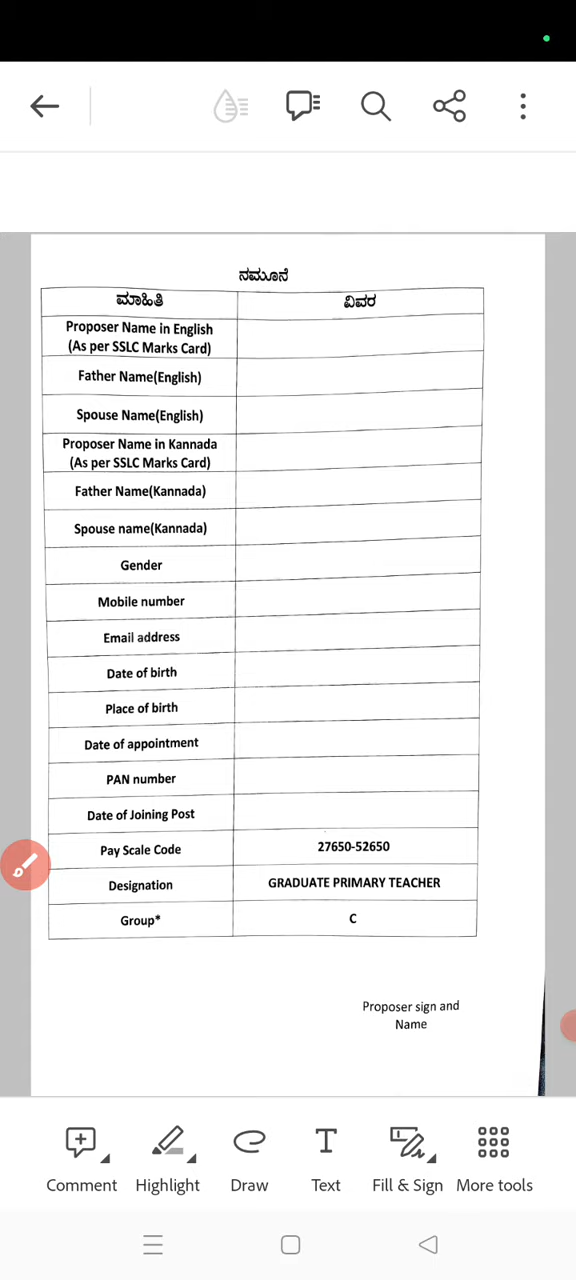 ನಮೂನೆ
ಮಾಹಿತಿ ವಿವರ
Proposer Name in English
(As per SSLC Marks Card)
Father Name(English)
Spouse Name(English)
Proposer Name in Kannada
(As per SSLC Marks Card)
Father Name(Kannada)
Spouse name(Kannada)
Gender
Mobile number
Email address
Date of birth
Place of birth
Date of appointment
PAN number
Date of Joining Post
Pay Scale Code 27650-52650
Designation GRADUATE PRIMARY TEACHER
Group* C
Proposer sign and
Name
Comment Highlight Draw Text Fill & Sign More tools